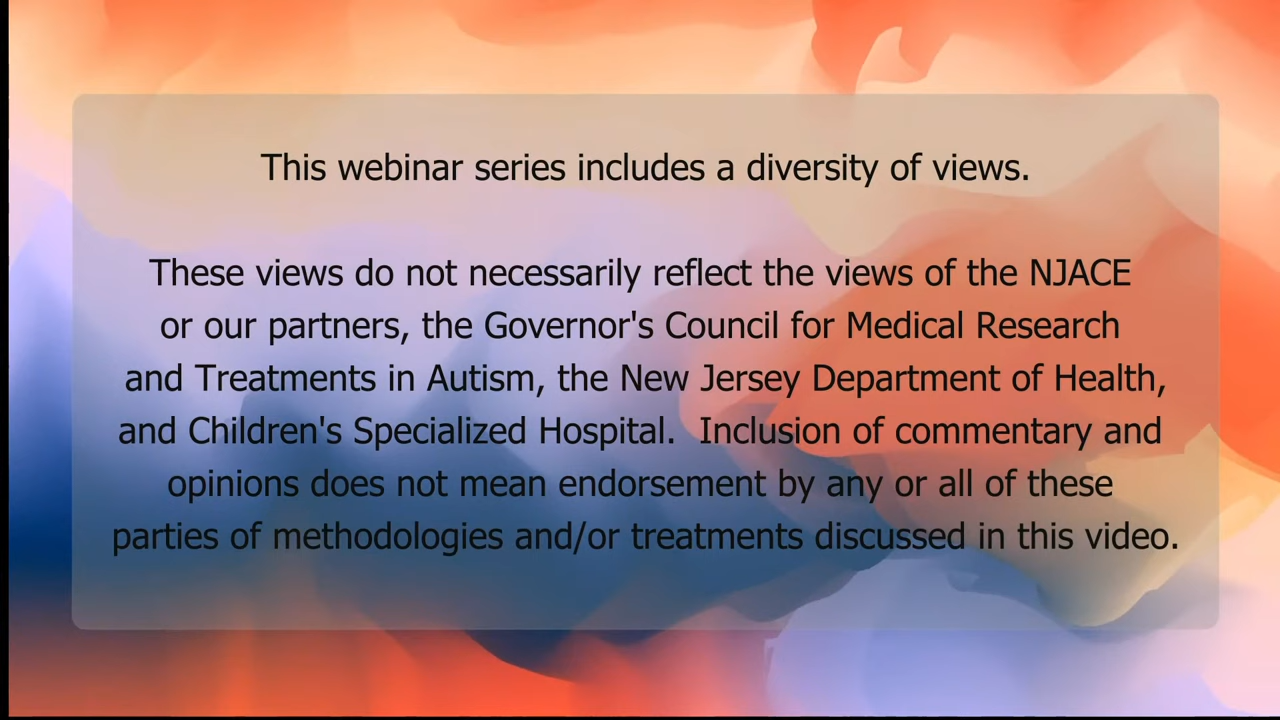 This webinar series includes a diversity of views.
These views do not necessarily reflect the views of the NJACE
or our partners, the Governor's Council for Medical Research
and Treatments in Autism, the New Jersey Department of Health,
and Children's Specialized Hospital.  Inclusion of commentary and
opinions does not mean endorsement by any or all of these
parties of methodologies and/or treatments discussed in this video.